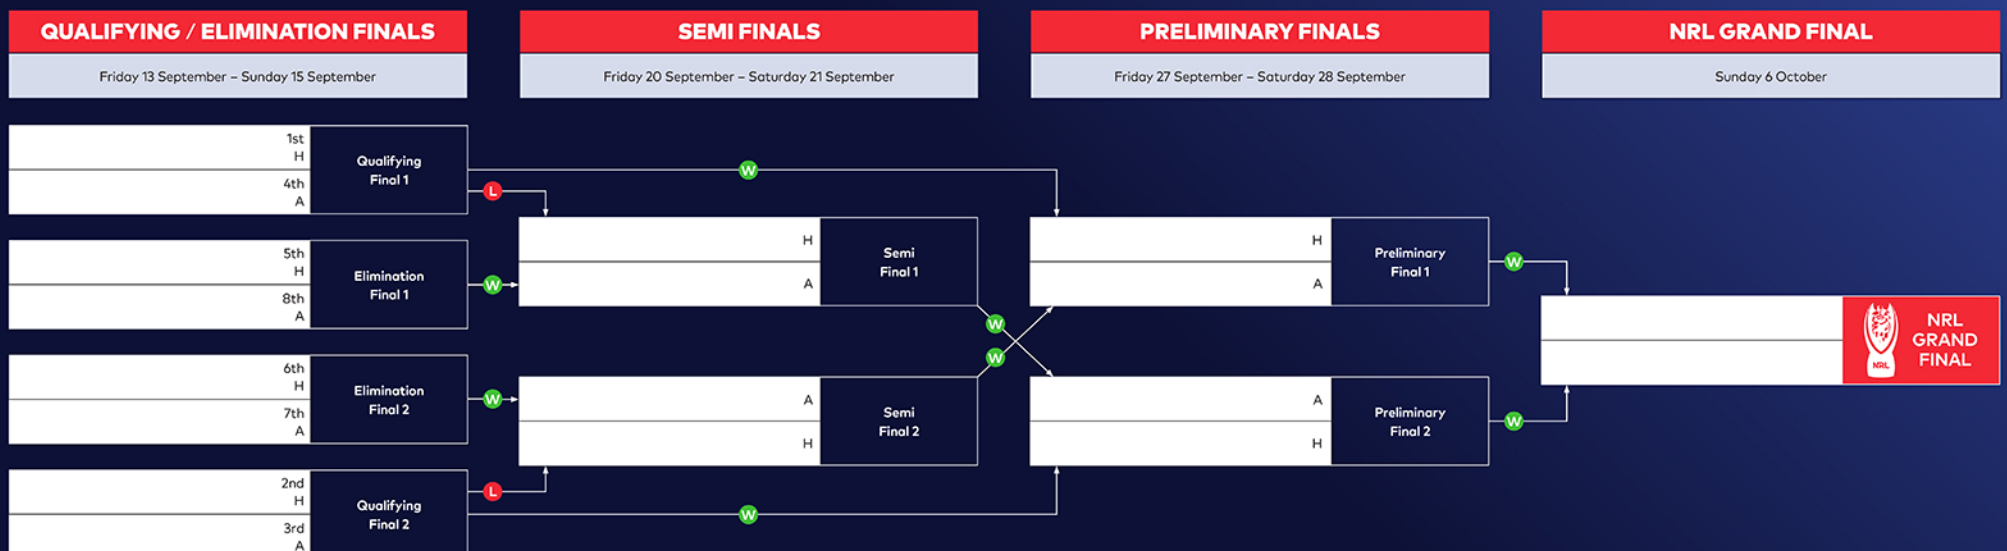 QUALIFYING / ELIMINATION FINALS
Friday 13 September – Sunday 15 September
SEMI FINALS
Friday 20 September – Saturday 21 September
PRELIMINARY FINALS
Friday 27 September – Saturday 28 September
NRL GRAND FINAL
Sunday 6 October
1st
H
4th
A
Qualifying
Final 1
W
L
5th
H
8th
A
Elimination
Final 1
W
6th
H
7th
A
Elimination
Final 2
W
2nd
H
3rd
A
Qualifying
Final 2
L
W
H
A
Semi
Final 1
W
A
H
Semi
Final 2
W
H
A
Preliminary
Final 1
W
A
H
Preliminary
Final 2
W
NRL
NRL
GRAND
FINAL